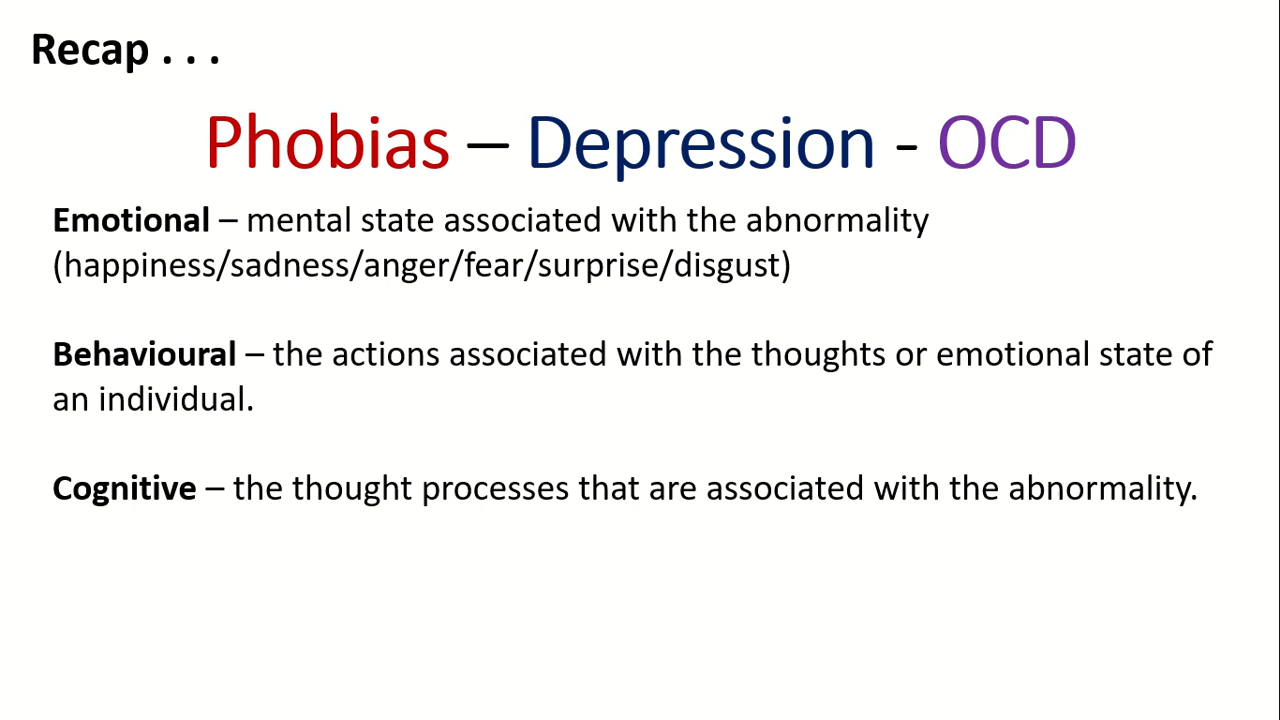 Recap . . .
Phobias – Depression - OCD
Emotional – mental state associated with the abnormality
(happiness/sadness/anger/fear/surprise/disgust)
Behavioural – the actions associated with the thoughts or emotional state of
an individual.
Cognitive – the thought processes that are associated with the abnormality.